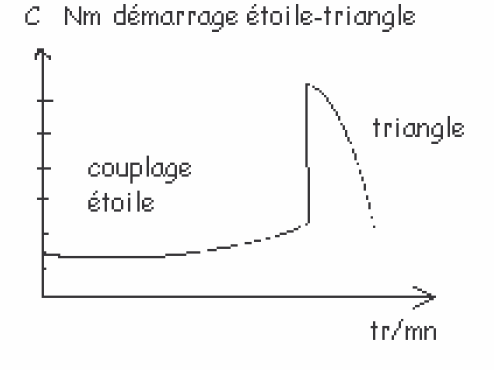 C Nm démarrage étoile-triangle
triangle
couplage
étoile
tr/mn